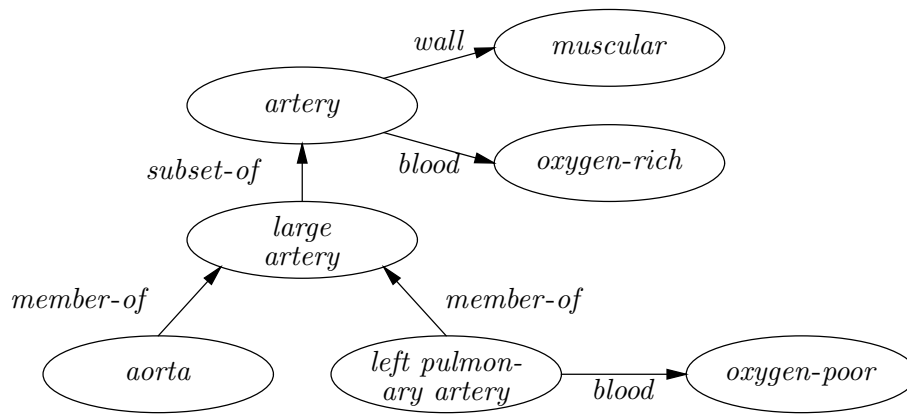 wall
muscular
artery
blood
oxygen-rich
subset-of
large
artery
member-of
member-of
aorta
left pulmon-
ary artery
blood
oxygen-poor